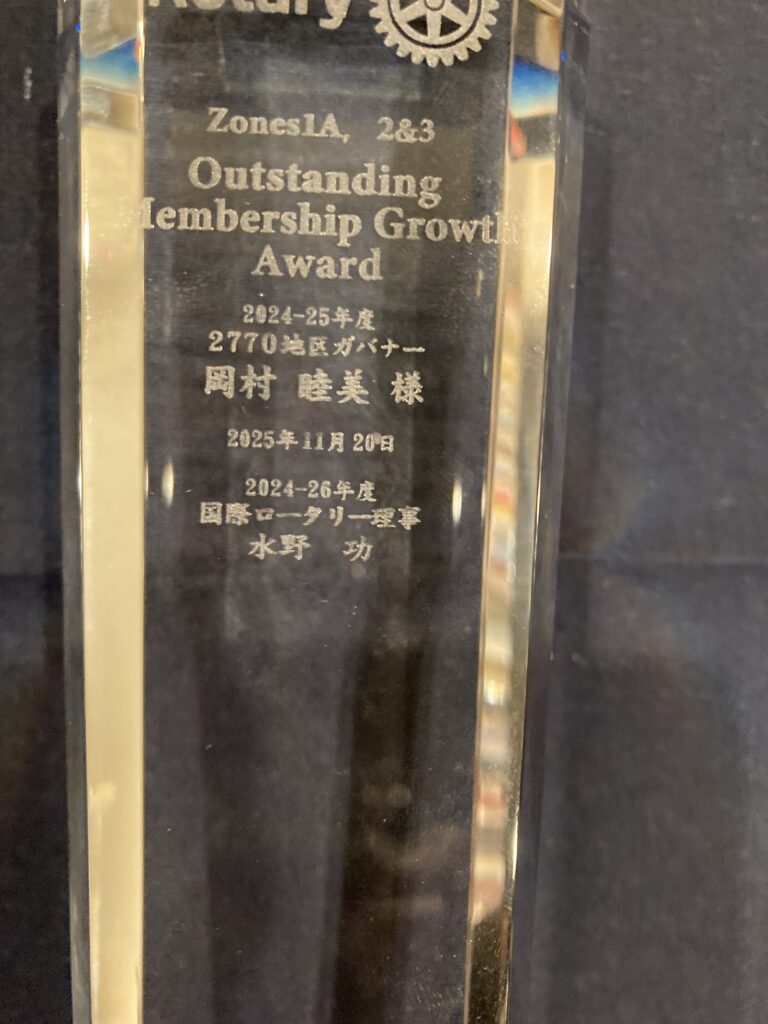 Rotary
Zones1A, 2&3
Outstanding
Membership Growth
Award
2024-25年度
2770地区ガバナー
岡村 睦美 様
2025年11月20日
2024-26年度
国際ロータリー理事
水野 功